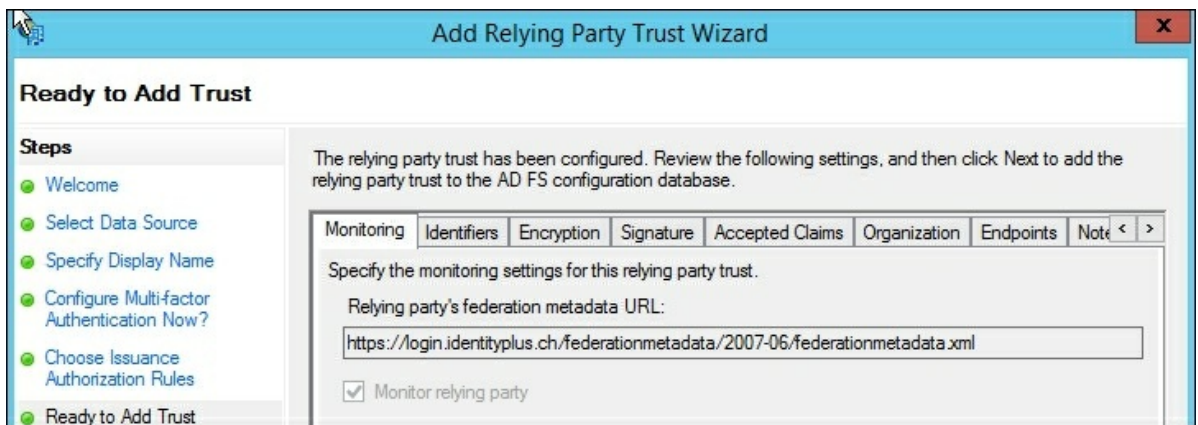 Add Relying Party Trust Wizard
x
Ready to Add Trust
Steps
Welcome
Select Data Source
Specify Display Name
Configure Multi-factor
Authentication Now?
Choose Issuance
Authorization Rules
Ready to Add Trust
The relying party trust has been configured. Review the following settings, and then click Next to add the
relying party trust to the AD FS configuration database.
Monitoring Identifiers Encryption Signature Accepted Claims Organization Endpoints < >
Specify the monitoring settings for this relying party trust.
Relying party's federation metadata URL:
https://login.identityplus.ch/federationmetadata/2007-06/federationmetadata.xml
Monitor relying party